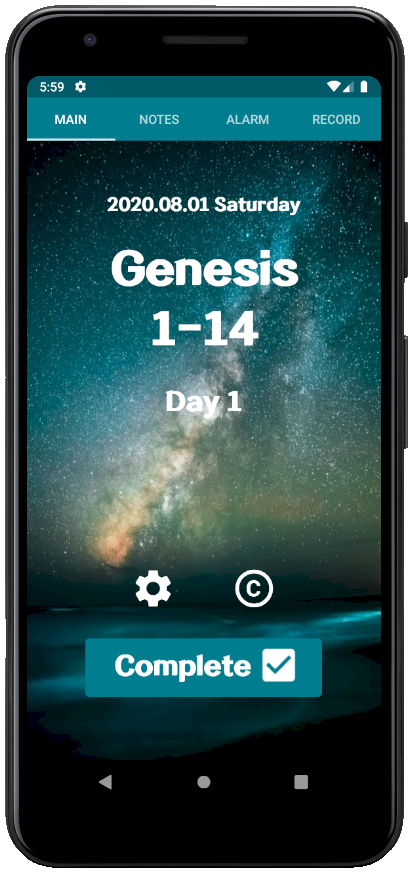 5:59
MAIN NOTES ALARM RECORD
2020.08.01 Saturday
Genesis
1-14
Day 1
©
Complete